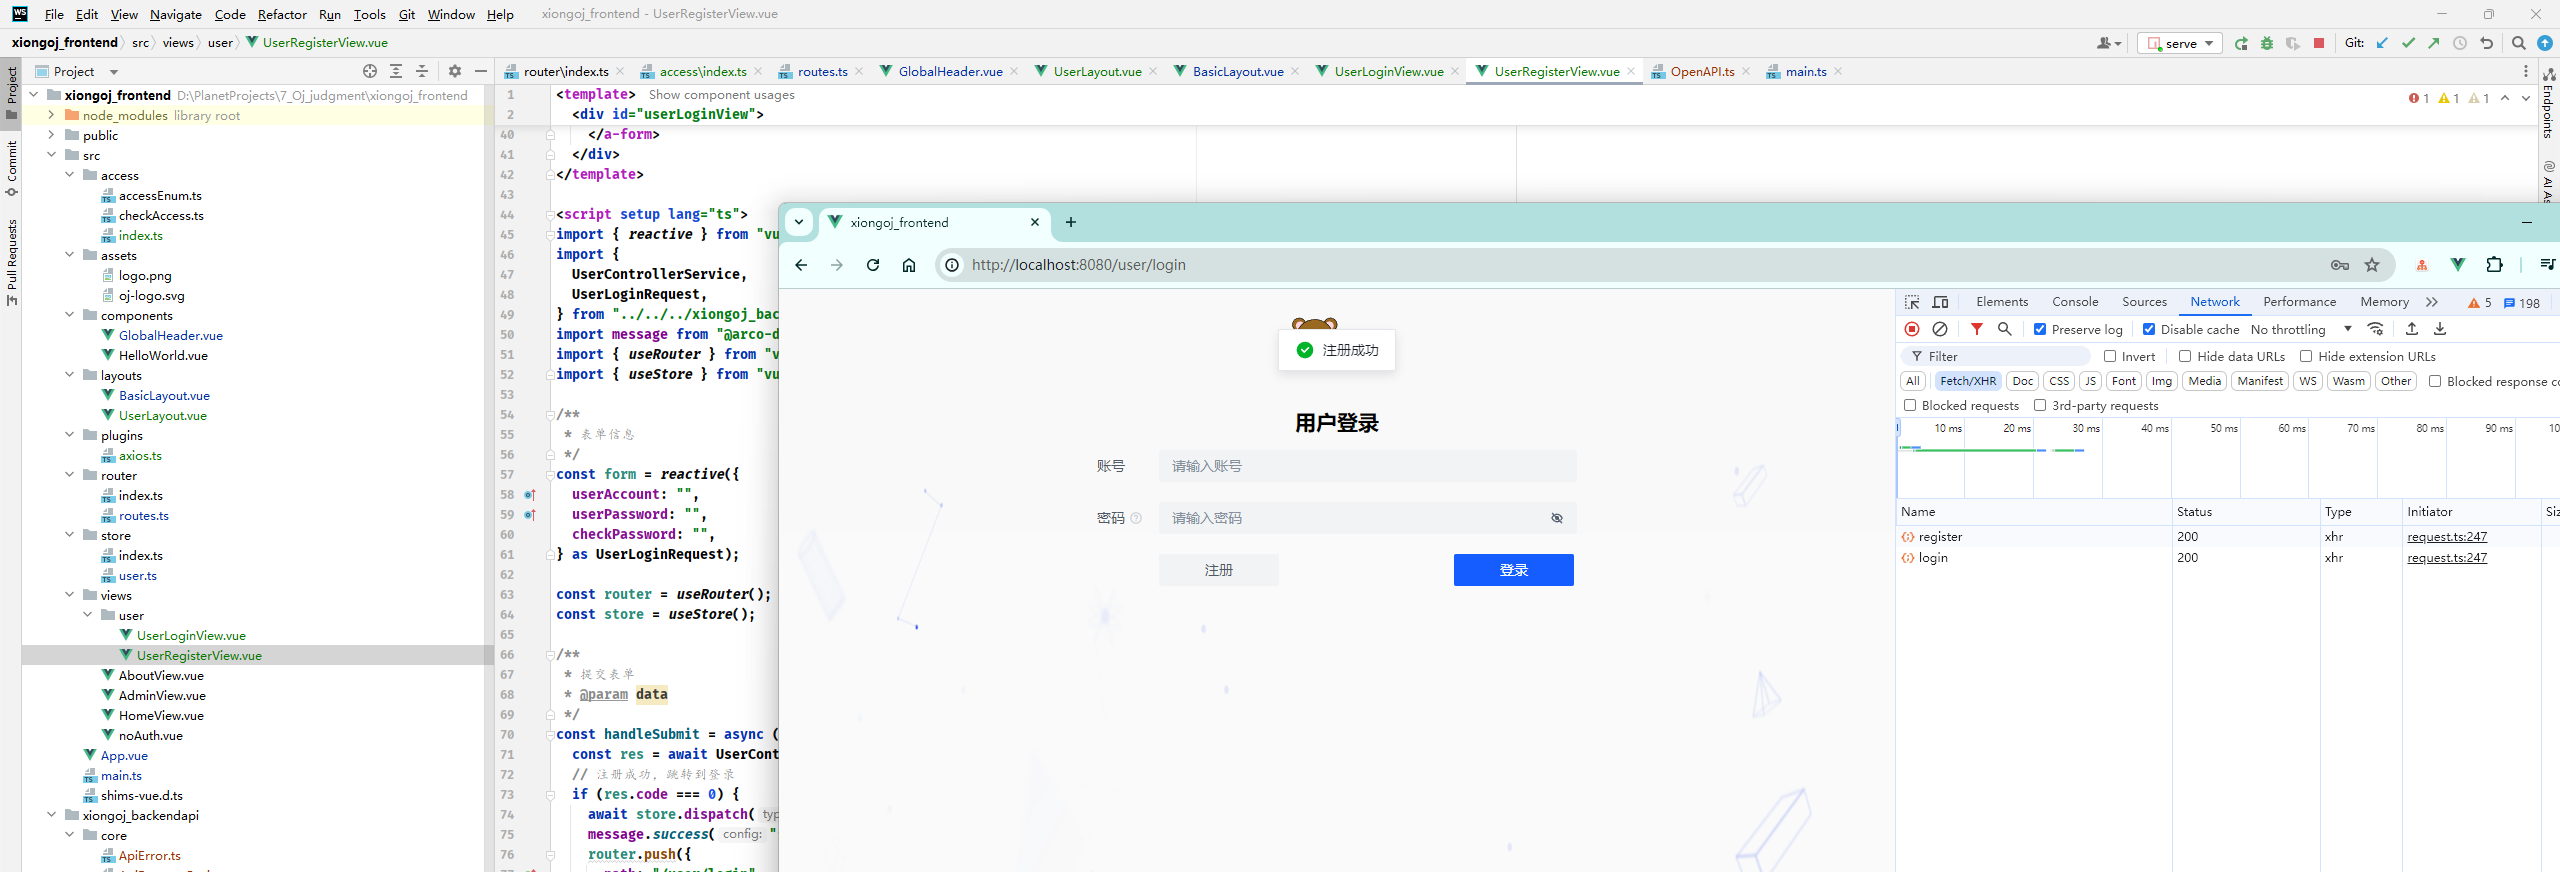 WS File Edit View Navigate Code Refactor Run Tools Git Window Help xiongoj_frontend - UserRegisterView.vue
xiongoj_frontend src views user UserRegisterView.vue
serve Git:
Project
router\index.ts access\index.ts routes.ts GlobalHeader.vue UserLayout.vue BasicLayout.vue UserLoginView.vue UserRegisterView.vue OpenAPI.ts main.ts
Project
Commit
Pull Requests
xiongoj_frontend D:\PlanetProjects\7_Oj_judgment\xiongoj_frontend
node_modules library root
public
src
access
accessEnum.ts
checkAccess.ts
index.ts
assets
logo.png
oj-logo.svg
components
GlobalHeader.vue
HelloWorld.vue
layouts
BasicLayout.vue
UserLayout.vue
plugins
axios.ts
router
index.ts
routes.ts
store
index.ts
user.ts
views
user
UserLoginView.vue
UserRegisterView.vue
AboutView.vue
AdminView.vue
HomeView.vue
noAuth.vue
App.vue
main.ts
shims-vue.d.ts
xiongoj_backendapi
core
ApiError.ts
1 <template> Show component usages
2 <div id="userLoginView">
40 </a-form>
41 </div>
42 </template>
43
44 <script setup lang="ts">
45 import { reactive } from "vu
46 import {
47 UserControllerService,
48 UserLoginRequest,
49 } from "../../../xiongoj_bac
50 import message from "@arco-d
51 import { useRouter } from "v
52 import { useStore } from "vu
53
54 /**
55 * 表单信息
56 */
57 const form = reactive({
58 userAccount: "",
59 userPassword: "",
60 checkPassword: "",
61 } as UserLoginRequest);
62
63 const router = useRouter();
64 const store = useStore();
65
66 /**
67 * 提交表单
68 * @param data
69 */
70 const handleSubmit = async (
71 const res = await UserCont
72 // 注册成功，跳转到登录
73 if (res.code === 0) {
74 await store.dispatch( typ
75 message.success( config: "
76 router.push({
1 1 1
Endpoints
AI As
xiongoj_frontend
http://localhost:8080/user/login
注册成功
用户登录
账号 请输入账号
密码 请输入密码
注册 登录
Elements Console Sources Network Performance Memory 5 198
Preserve log Disable cache No throttling
Filter Invert Hide data URLs Hide extension URLs
All Fetch/XHR Doc CSS JS Font Img Media Manifest WS Wasm Other Blocked response co
Blocked requests 3rd-party requests
10 ms 20 ms 30 ms 40 ms 50 ms 60 ms 70 ms 80 ms 90 ms 10
Name Status Type Initiator Siz
register 200 xhr request.ts:247
login 200 xhr request.ts:247